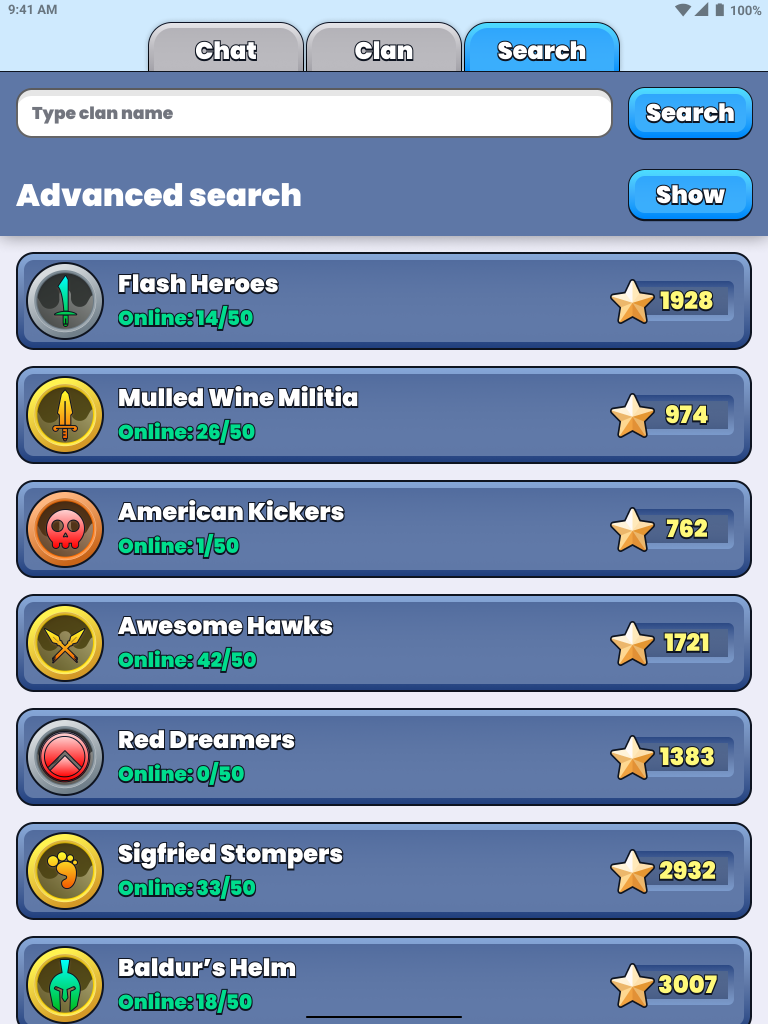 9:41 AM
100%
Chat
Clan
Search
Type clan name
Search
Advanced search
Show
Flash Heroes
Online: 14/50
1928
Mulled Wine Militia
Online: 26/50
974
American Kickers
Online: 1/50
762
Awesome Hawks
Online: 42/50
1721
Red Dreamers
Online: 0/50
1383
Sigfried Stompers
Online: 33/50
2932
Baldur’s Helm
Online: 18/50
3007